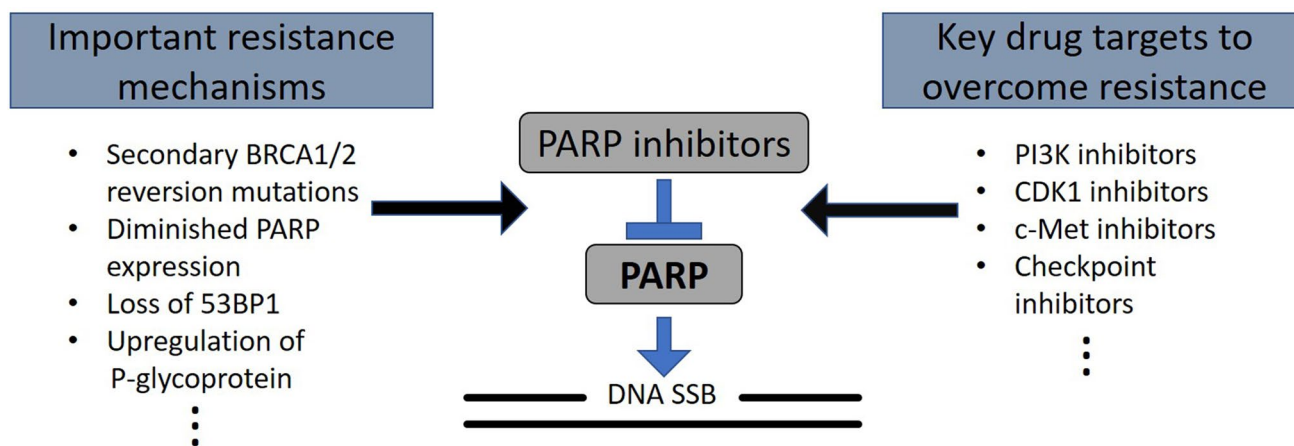 Important resistance
mechanisms
• Secondary BRCA1/2
reversion mutations
• Diminished PARP
expression
• Loss of 53BP1
• Upregulation of
P-glycoprotein
PARP inhibitors
PARP
DNA SSB
Key drug targets to
overcome resistance
• PI3K inhibitors
• CDK1 inhibitors
• c-Met inhibitors
• Checkpoint
inhibitors